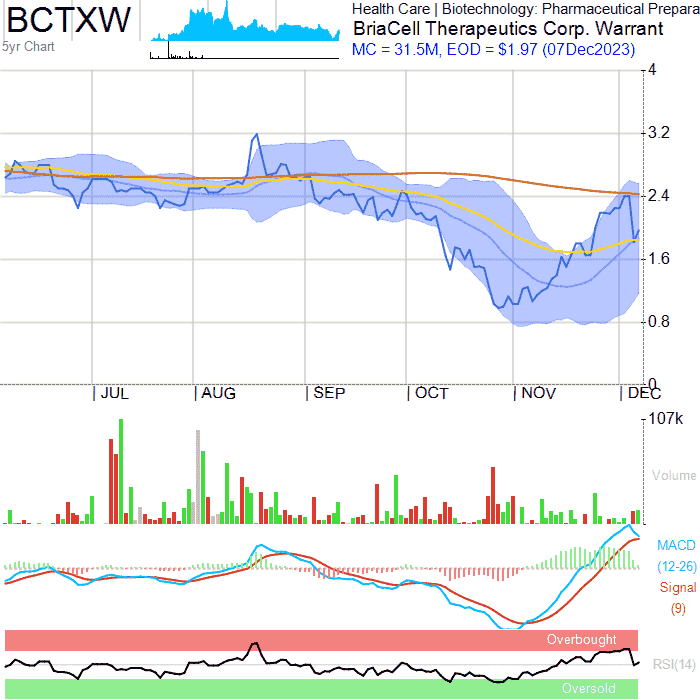 BCTXW
5yr Chart
Health Care | Biotechnology: Pharmaceutical Prepara
BriaCell Therapeutics Corp. Warrant
MC = 31.5M, EOD = $1.97 (07Dec2023)
4
3.2
2.4
1.6
0.8
0
JUL AUG SEP OCT NOV DEC
107k
Volume
MACD
(12-26)
Signal
(9)
Overbought
RSI(14)
Oversold